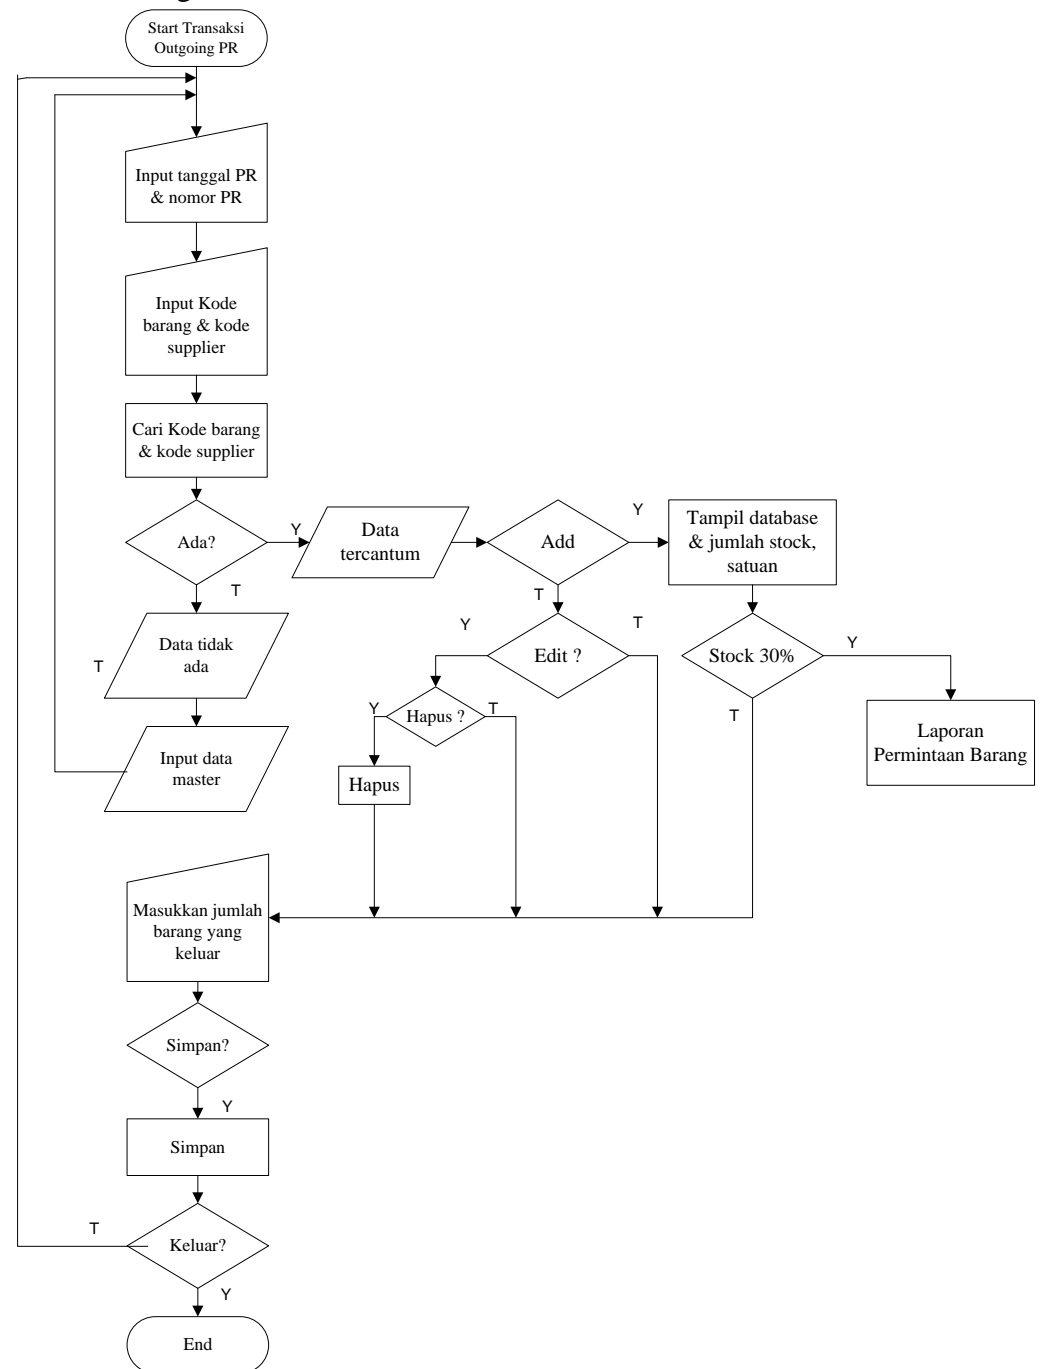 Start Transaksi
Outgoing PR
Input tanggal PR
& nomor PR
Input Kode
barang & kode
supplier
Cari Kode barang
& kode supplier
Ada?
Y
Data
tercantum
Add
Y
Tampil database
& jumlah stock,
satuan
T
T
Data tidak
ada
T
Y
Edit ?
T
Stock 30%
Y
T
Input data
master
Y
Hapus ?
T
Hapus
Laporan
Permintaan Barang
Masukkan jumlah
barang yang
keluar
Simpan?
Y
Simpan
Keluar?
T
Y
End